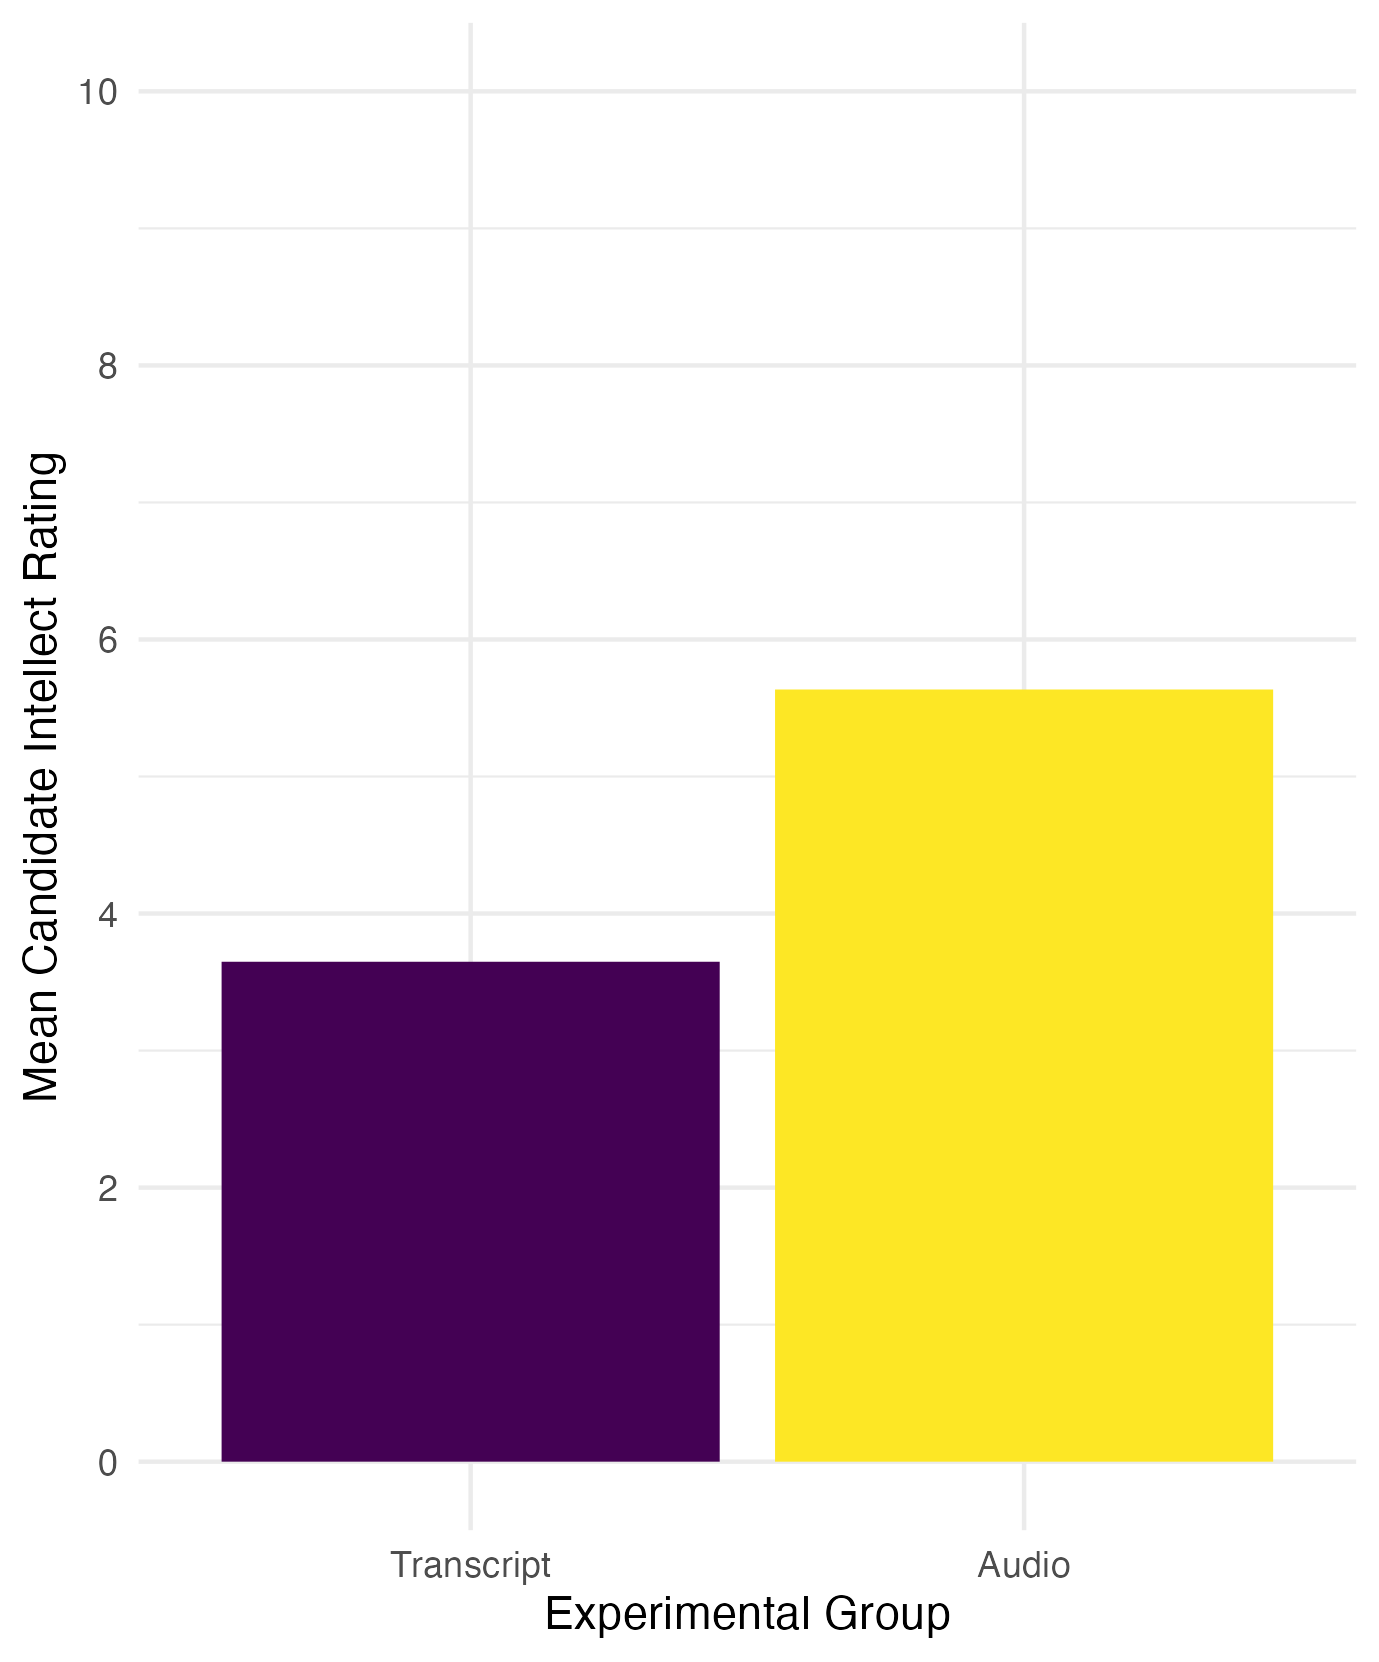 Mean Candidate Intellect Rating
10
8
6
4
2
0
Transcript
Audio
Experimental Group